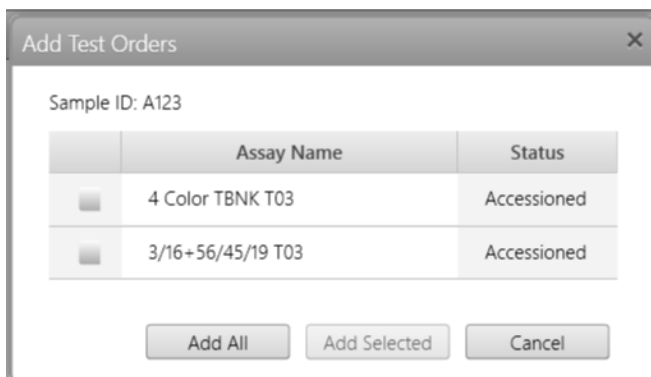 Add Test Orders
Sample ID: A123
Assay Name Status
4 Color TBNK T03 Accessioned
3/16+56/45/19 T03 Accessioned
Add All Add Selected Cancel